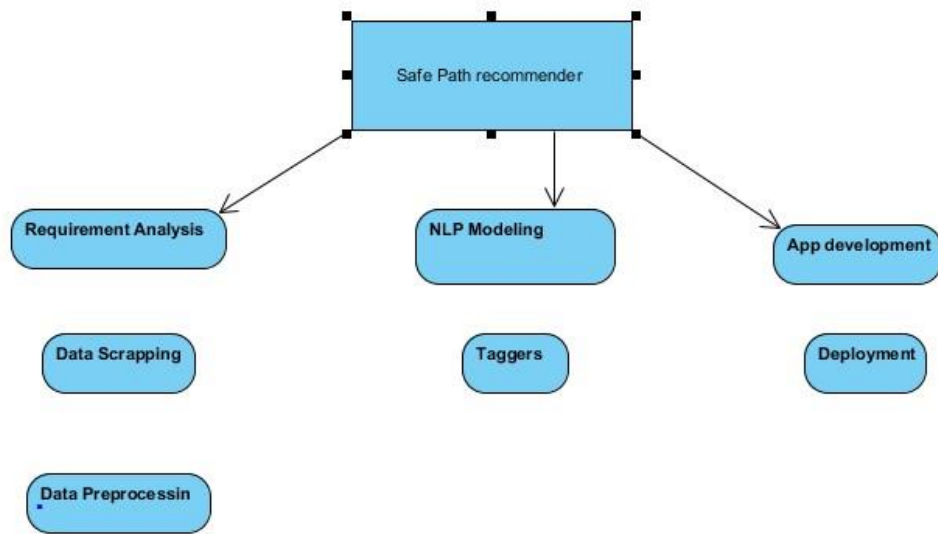 Safe Path recommender
Requirement Analysis
NLP Modeling
App development
Data Scrapping
Taggers
Deployment
Data Preprocessin